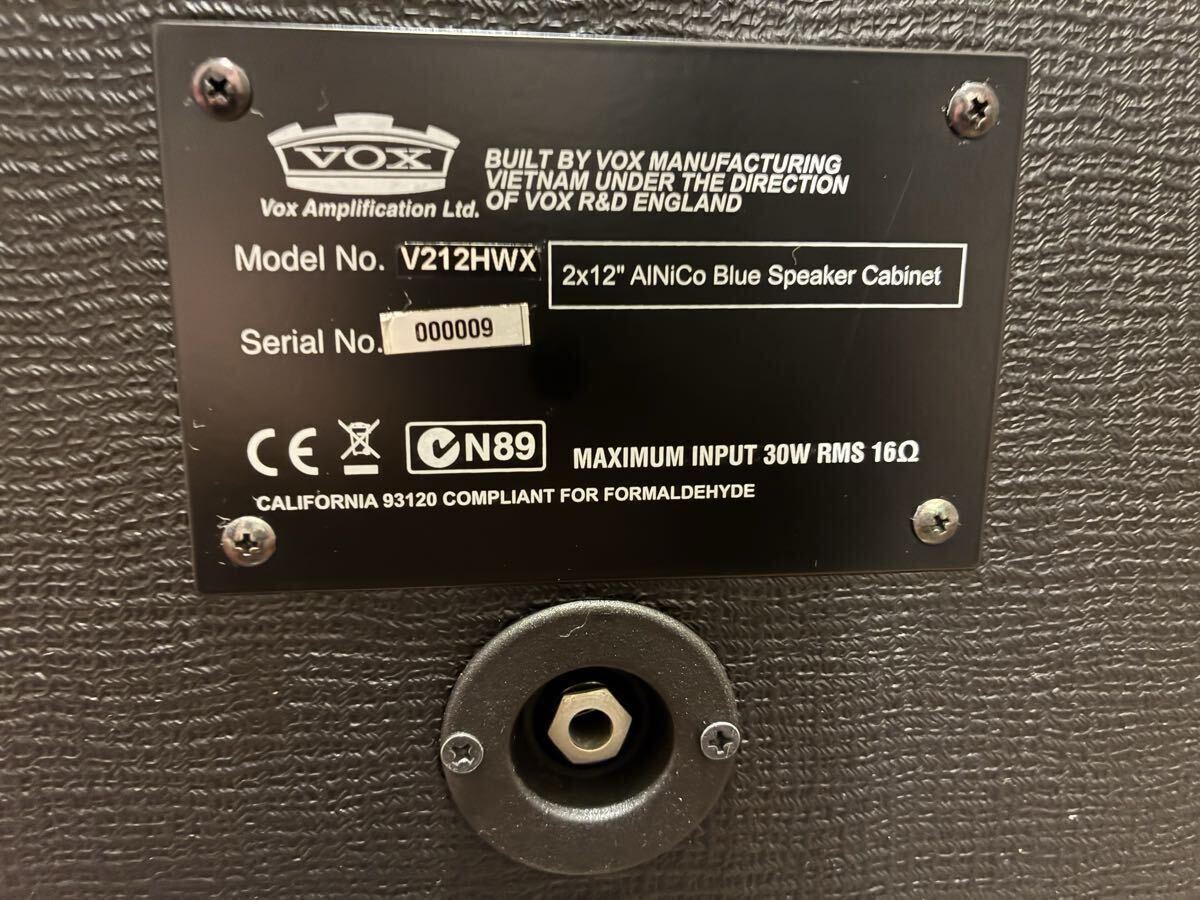 VOX
Vox Amplification Ltd.
BUILT BY VOX MANUFACTURING
VIETNAM UNDER THE DIRECTION
OF VOX R&D ENGLAND
Model No. V212HWX
2x12" AlNiCo Blue Speaker Cabinet
Serial No. 000009
CE
N89
MAXIMUM INPUT 30W RMS 16Ω
CALIFORNIA 93120 COMPLIANT FOR FORMALDEHYDE